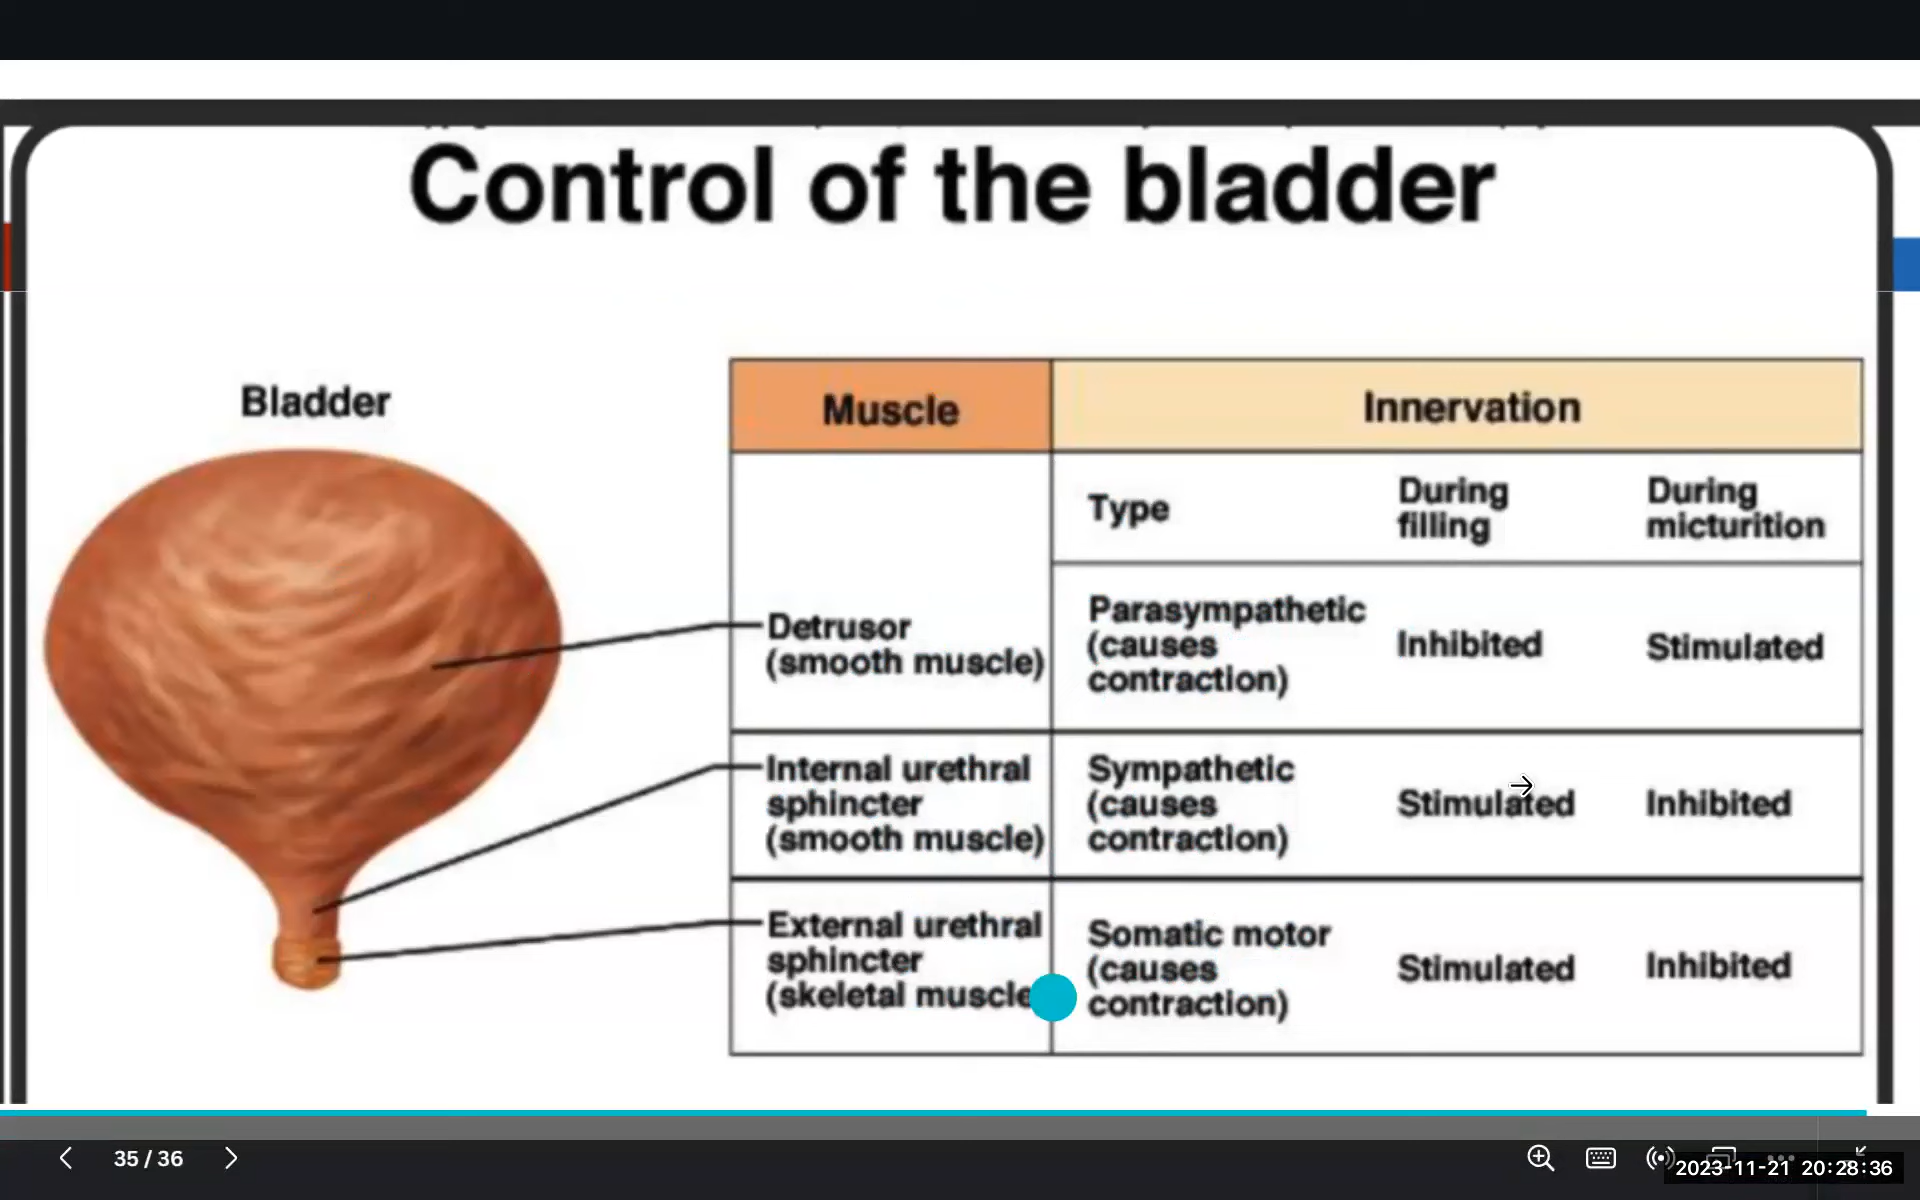 Control of the bladder
Bladder
Muscle
Innervation
Type
During
filling
During
micturition
Detrusor
(smooth muscle)
Parasympathetic
(causes
contraction)
Inhibited
Stimulated
Internal urethral
sphincter
(smooth muscle)
Sympathetic
(causes
contraction)
Stimulated
Inhibited
External urethral
sphincter
(skeletal muscle
Somatic motor
(causes
contraction)
Stimulated
Inhibited
35 / 36
2023-11-21 20:28:36